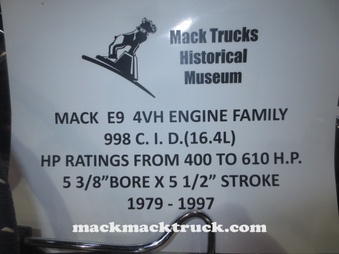 Mack Trucks
Historical
Museum
MACK E9 4VH ENGINE FAMILY
998 C. I. D.(16.4L)
HP RATINGS FROM 400 TO 610 H.P.
5 3/8”BORE X 5 1/2” STROKE
1979 - 1997
mackmacktruck.com